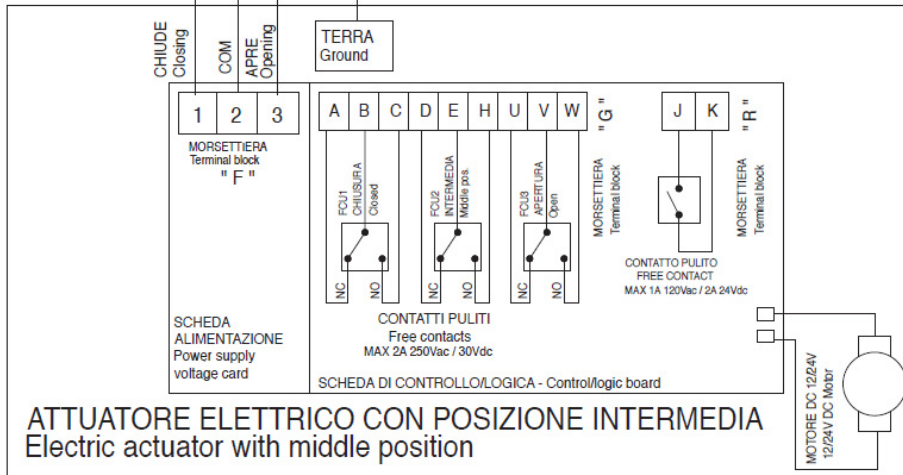 CHIUDE
Closing
COM
APRE
Opening
TERRA
Ground
1 2 3
MORSETTIERA
Terminal block
" F "
A B C D E H U V W
" G "
J K
" R "
FCU1
CHIUSURA
Closed
FCU2
INTERMEDIA
Middle pos.
FCU3
APERTURA
Open
MORSETTIERA
Terminal block
MORSETTIERA
Terminal block
NC NO NC NO NC NO
CONTATTO PULITO
FREE CONTACT
MAX 1A 120Vac / 2A 24Vdc
CONTATTI PULITI
Free contacts
MAX 2A 250Vac / 30Vdc
SCHEDA
ALIMENTAZIONE
Power supply
voltage card
SCHEDA DI CONTROLLO/LOGICA - Control/logic board
MOTORE DC 12/24V
12/24V DC Motor
ATTUATORE ELETTRICO CON POSIZIONE INTERMEDIA
Electric actuator with middle position